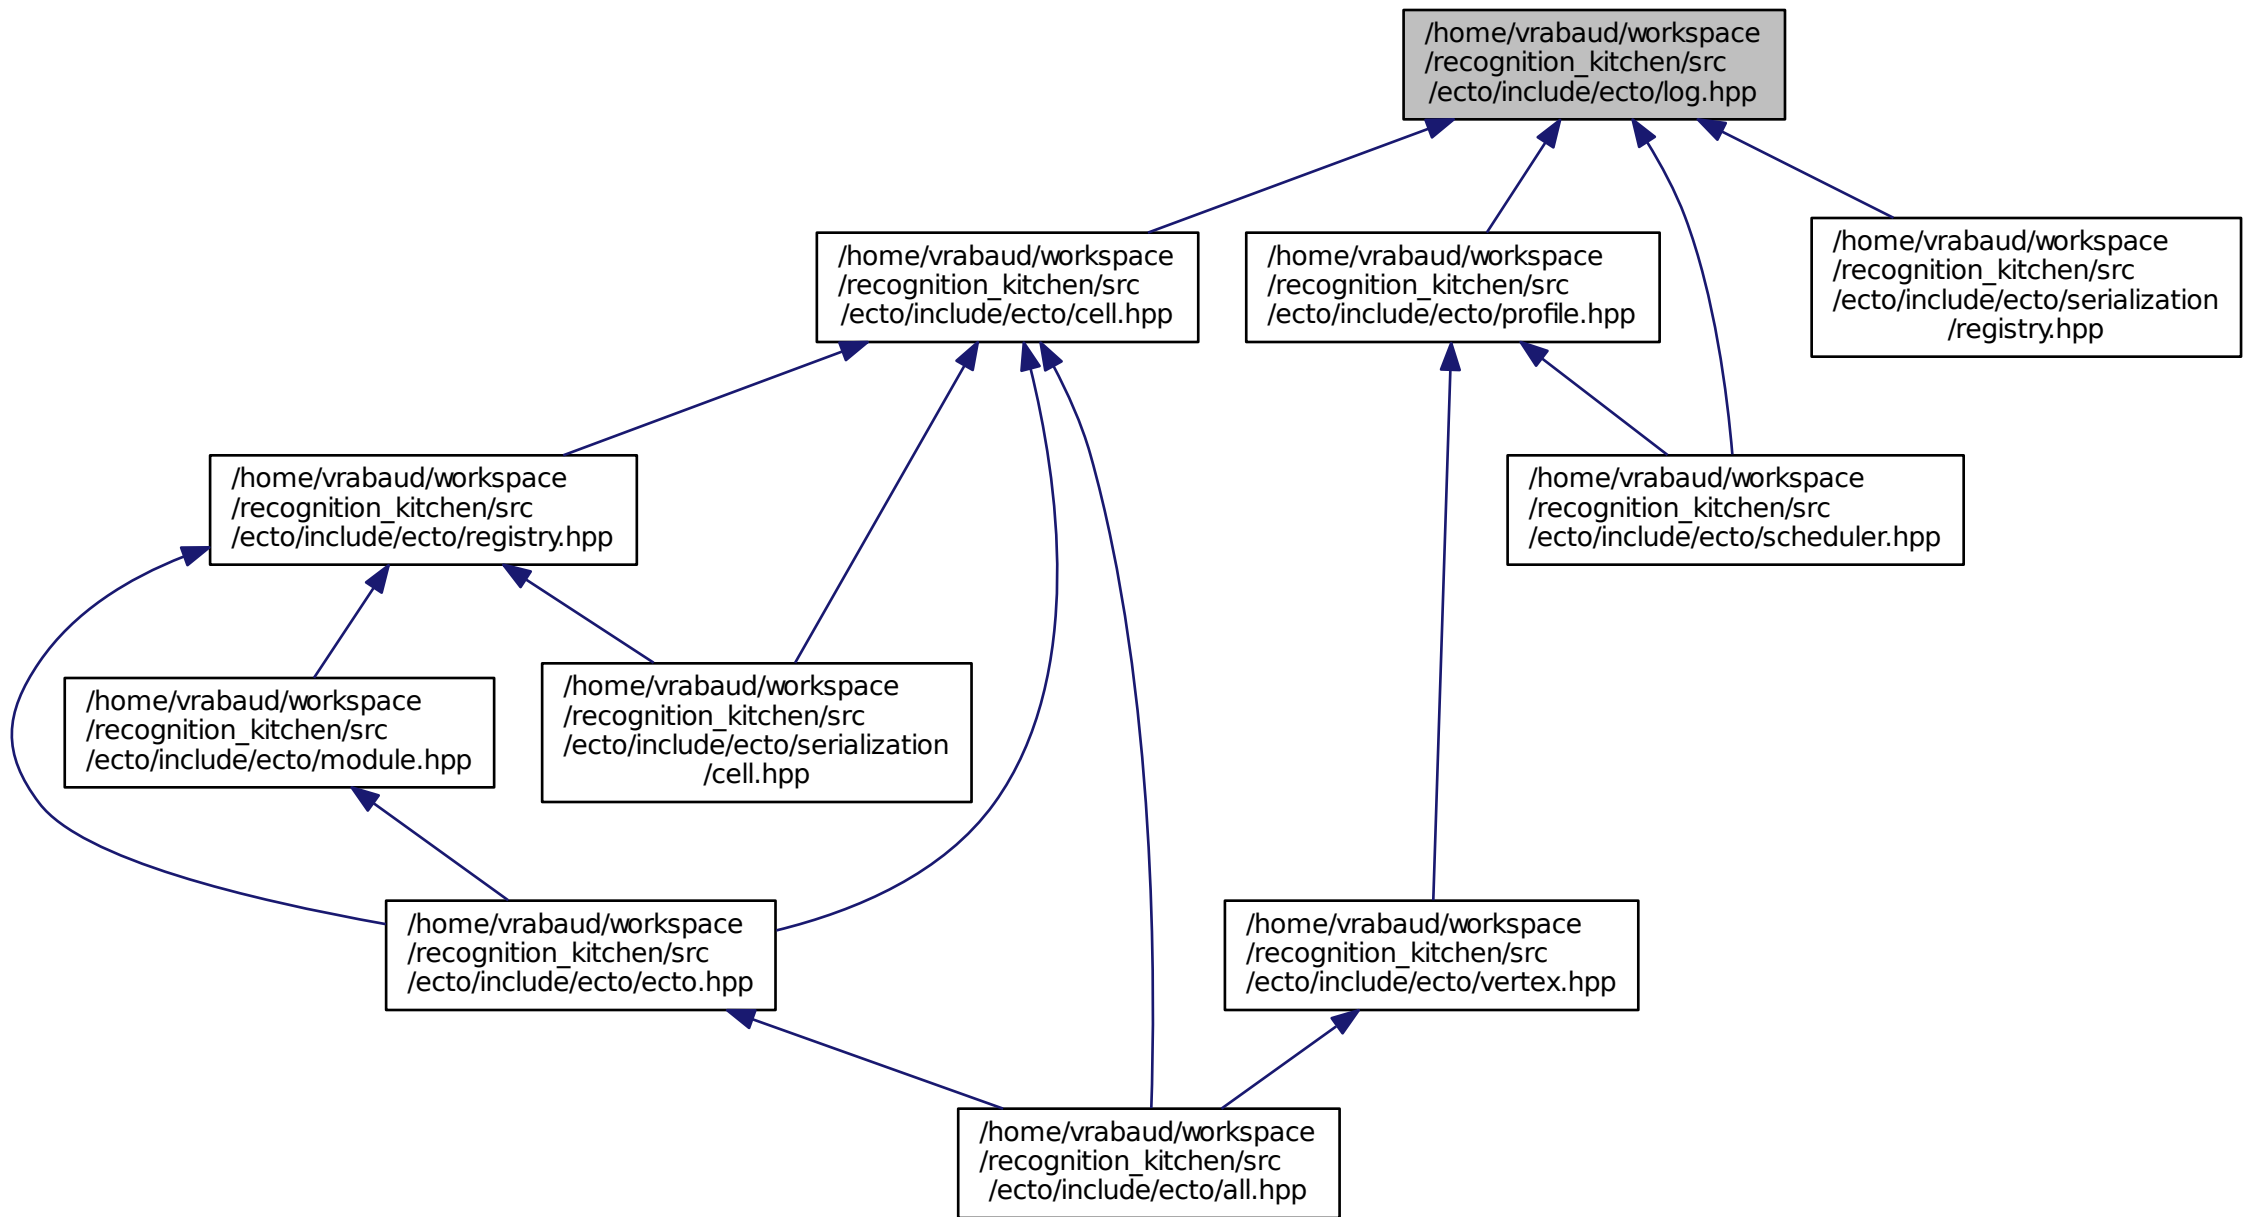 /home/vrabaud/workspace
/recognition_kitchen/src
/ecto/include/ecto/log.hpp
/home/vrabaud/workspace
/recognition_kitchen/src
/ecto/include/ecto/cell.hpp
/home/vrabaud/workspace
/recognition_kitchen/src
/ecto/include/ecto/profile.hpp
/home/vrabaud/workspace
/recognition_kitchen/src
/ecto/include/ecto/serialization
/registry.hpp
/home/vrabaud/workspace
/recognition_kitchen/src
/ecto/include/ecto/registry.hpp
/home/vrabaud/workspace
/recognition_kitchen/src
/ecto/include/ecto/scheduler.hpp
/home/vrabaud/workspace
/recognition_kitchen/src
/ecto/include/ecto/module.hpp
/home/vrabaud/workspace
/recognition_kitchen/src
/ecto/include/ecto/serialization
/cell.hpp
/home/vrabaud/workspace
/recognition_kitchen/src
/ecto/include/ecto/ecto.hpp
/home/vrabaud/workspace
/recognition_kitchen/src
/ecto/include/ecto/vertex.hpp
/home/vrabaud/workspace
/recognition_kitchen/src
/ecto/include/ecto/all.hpp